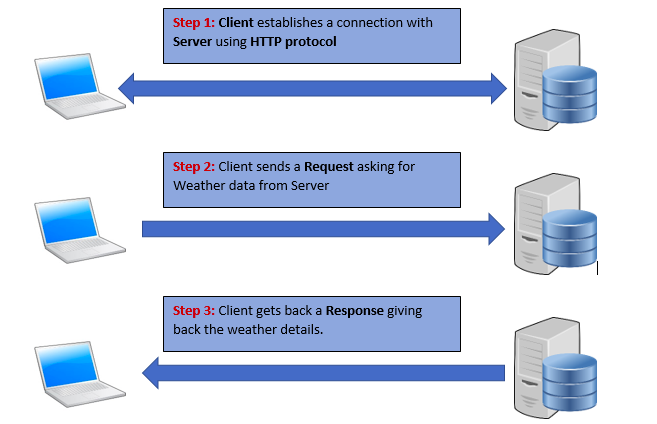 Step 1: Client establishes a connection with
Server using HTTP protocol
Step 2: Client sends a Request asking for
Weather data from Server
Step 3: Client gets back a Response giving
back the weather details.